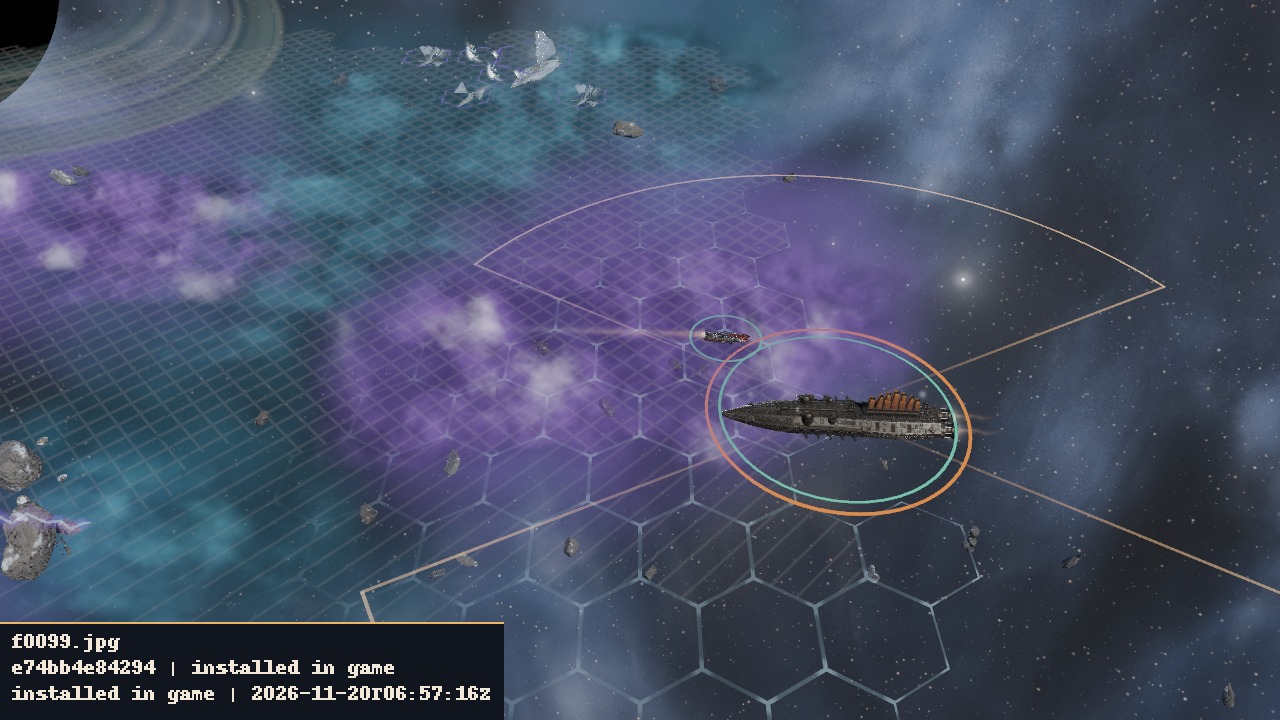 f0099.jpg
e74bb4e84294 | installed in game
installed in game | 2026-11-20T06:57:16Z